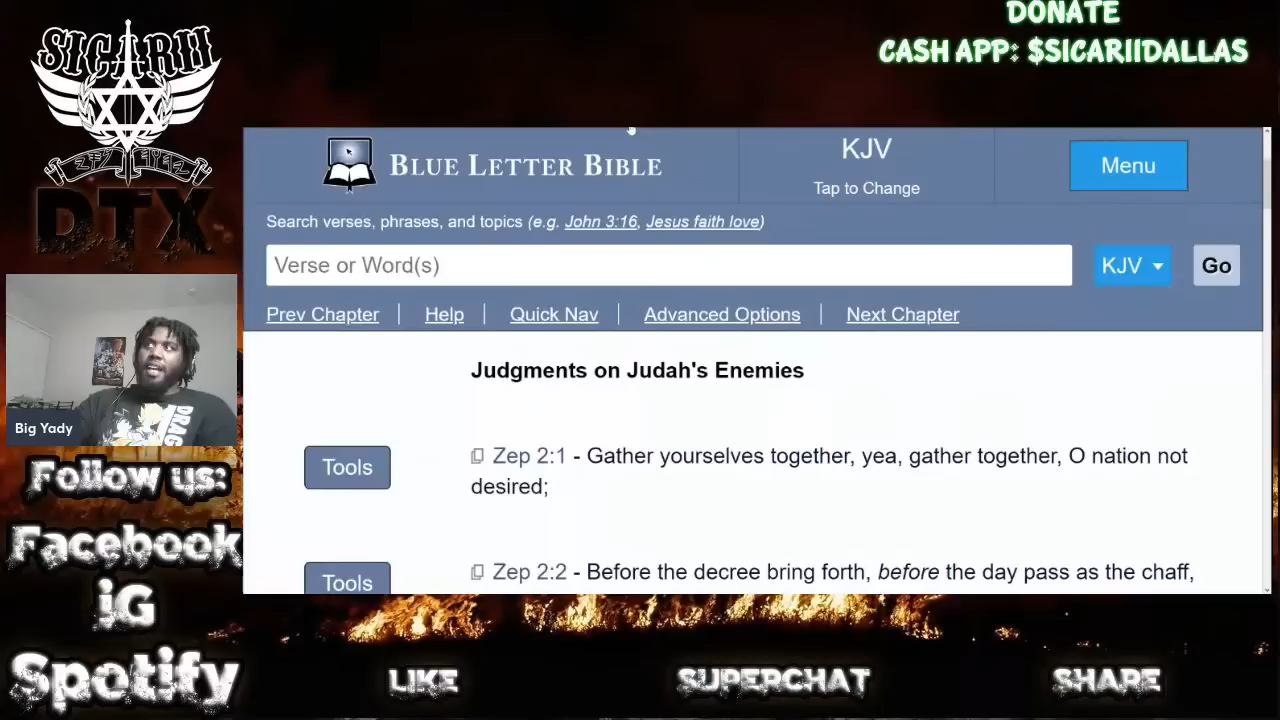 SICARII
DTX
DONATE
CASH APP: $SICARIIDALLAS
BLUE LETTER BIBLE
KJV
Tap to Change
Menu
Search verses, phrases, and topics (e.g. John 3:16, Jesus faith love)
Verse or Word(s)
KJV
Go
Prev Chapter
Help
Quick Nav
Advanced Options
Next Chapter
Judgments on Judah's Enemies
Tools
Zep 2:1 - Gather yourselves together, yea, gather together, O nation not
desired;
Tools
Zep 2:2 - Before the decree bring forth, before the day pass as the chaff,
DRAG
Big Yady
Follow us:
Facebook
iG
Spotify
LIKE
SUPERCHAT
SHARE